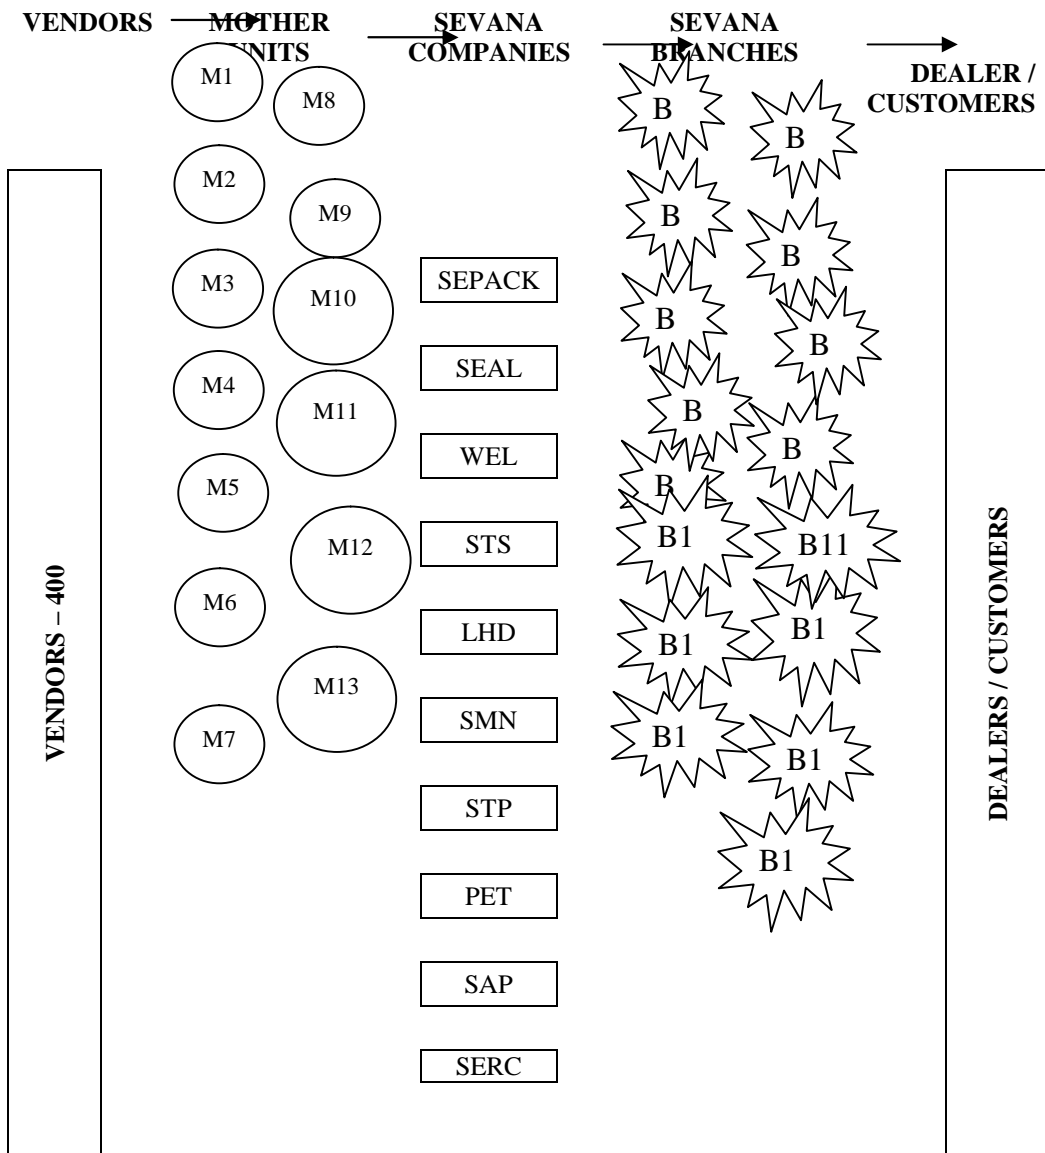 VENDORS
MOTHER
UNITS
SEVANA
COMPANIES
SEVANA
BRANCHES
DEALER /
CUSTOMERS
VENDORS – 400
M1
M2
M3
M4
M5
M6
M7
M8
M9
M10
M11
M12
M13
SEPACK
SEAL
WEL
STS
LHD
SMN
STP
PET
SAP
SERC
B
B
B
B
B
B1
B1
B1
B
B
B
B
B11
B1
B1
B1
DEALERS / CUSTOMERS